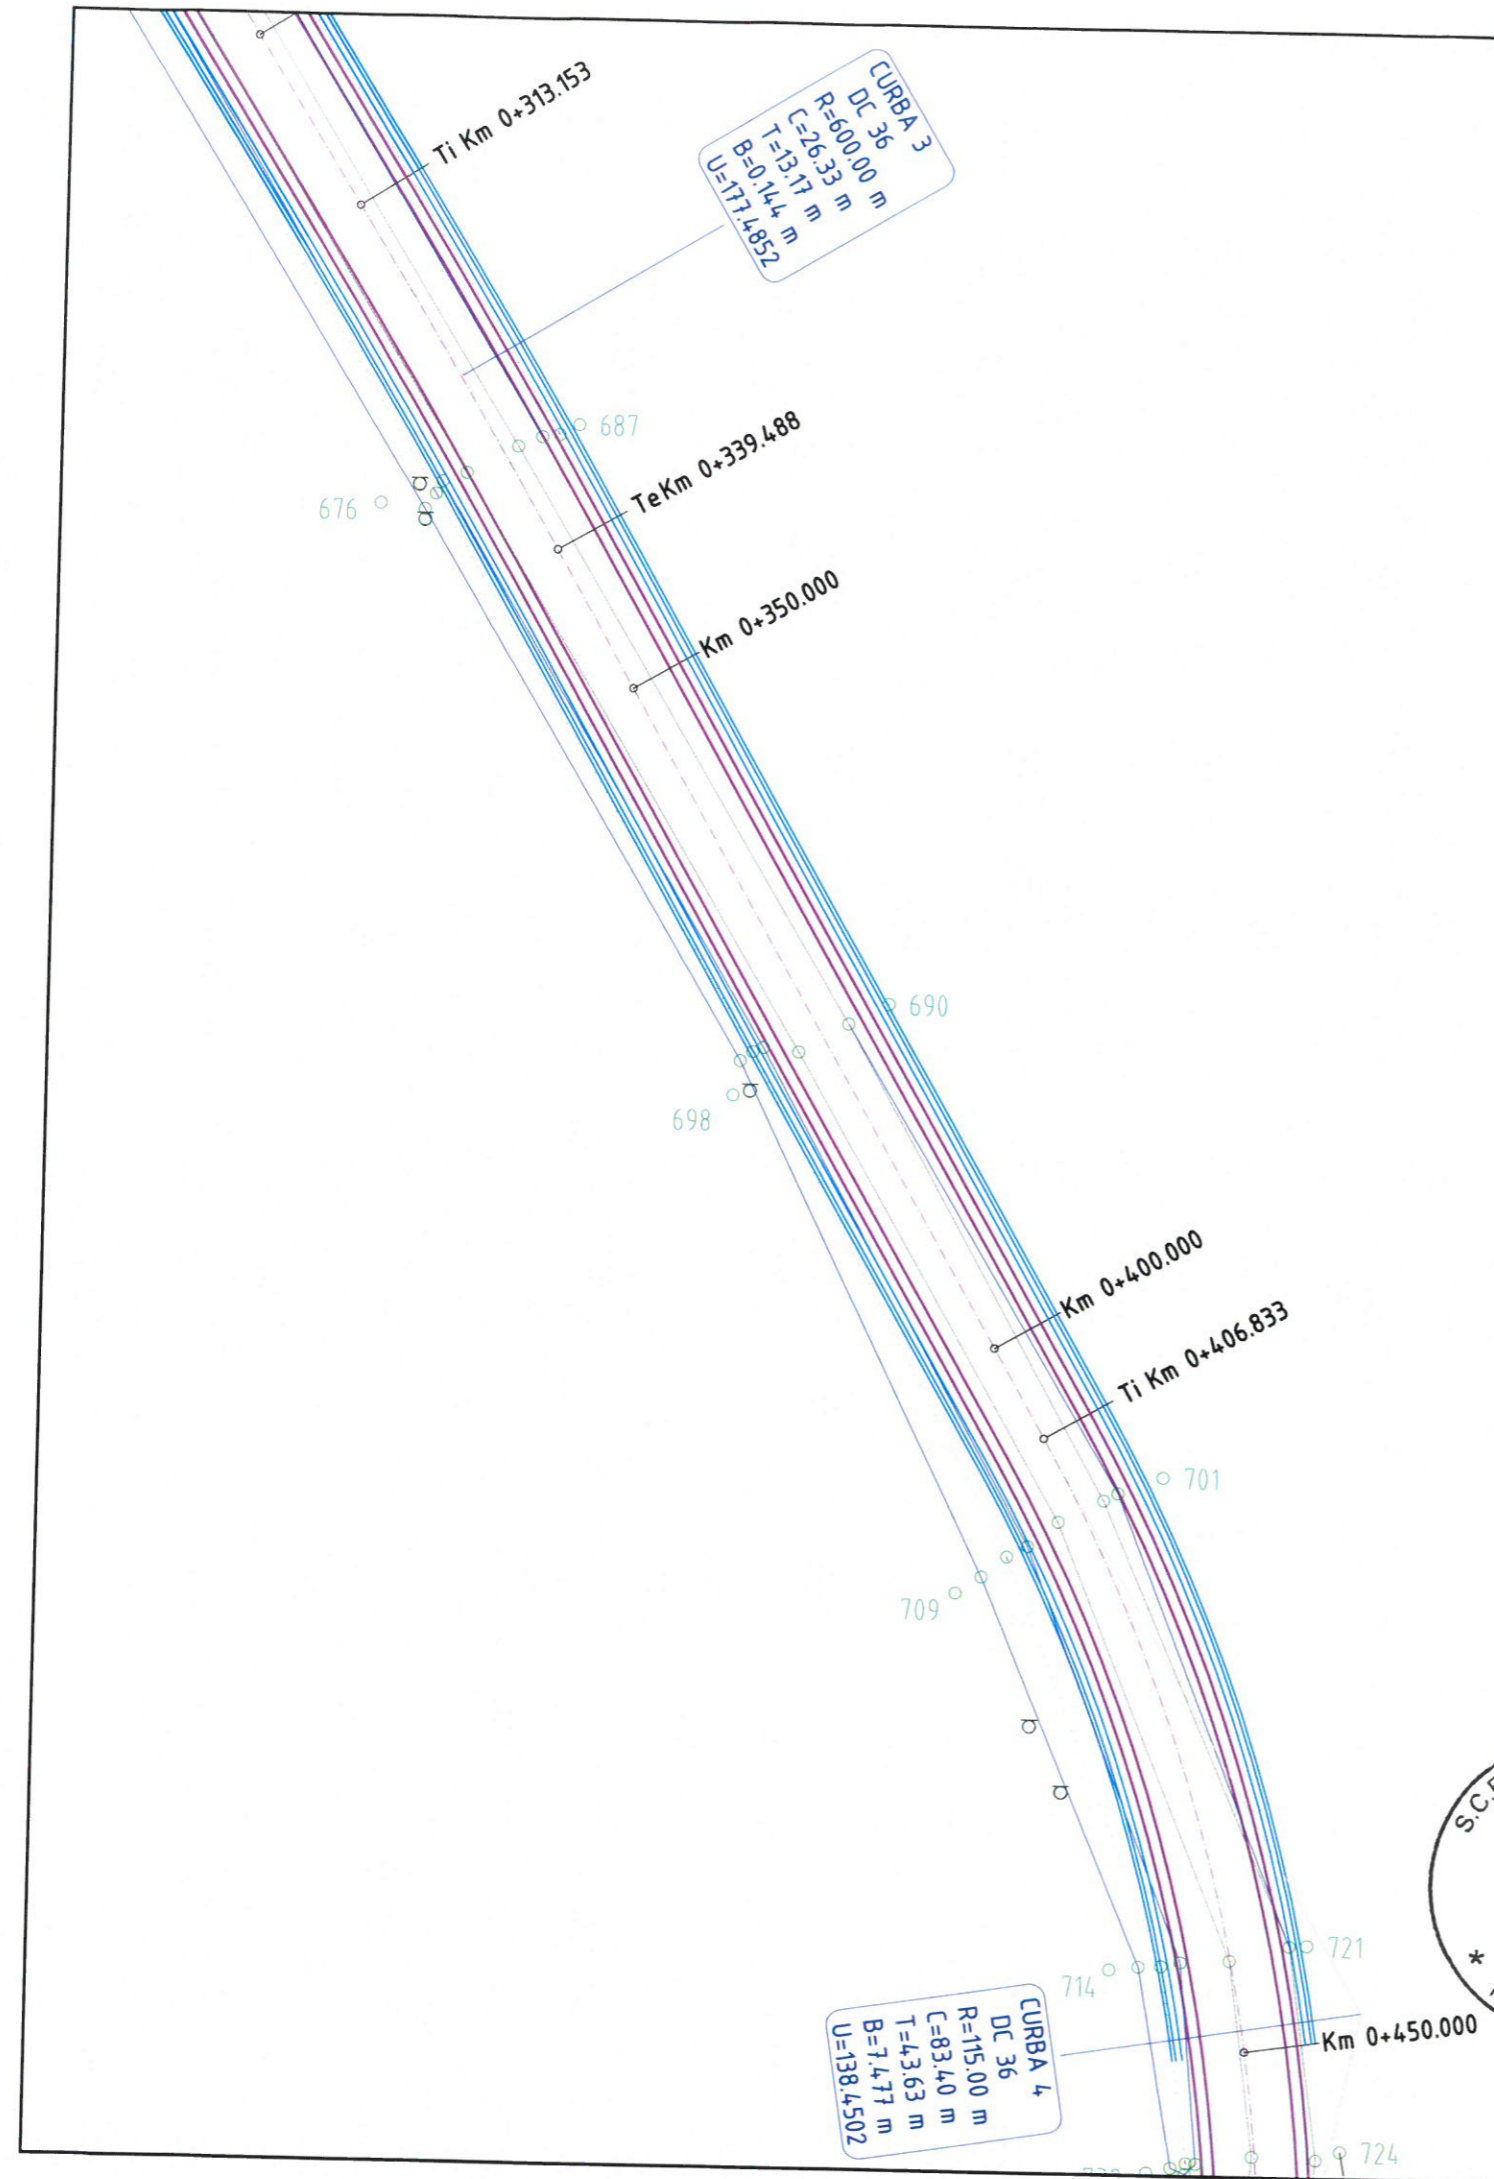 Ti Km 0+313.153
CURBA 3
DC 36
R=600.00 m
C=26.33 m
T=13.17 m
B=0.144 m
U=177.4852
687
TeKm 0+339.488
676
Km 0+350.000
690
698
Km 0+400.000
Ti Km 0+406.833
701
709
S.C.
*
721
714
Km 0+450.000
CURBA 4
DC 36
R=115.00 m
C=83.40 m
T=43.63 m
B=7.477 m
U=138.4502
724